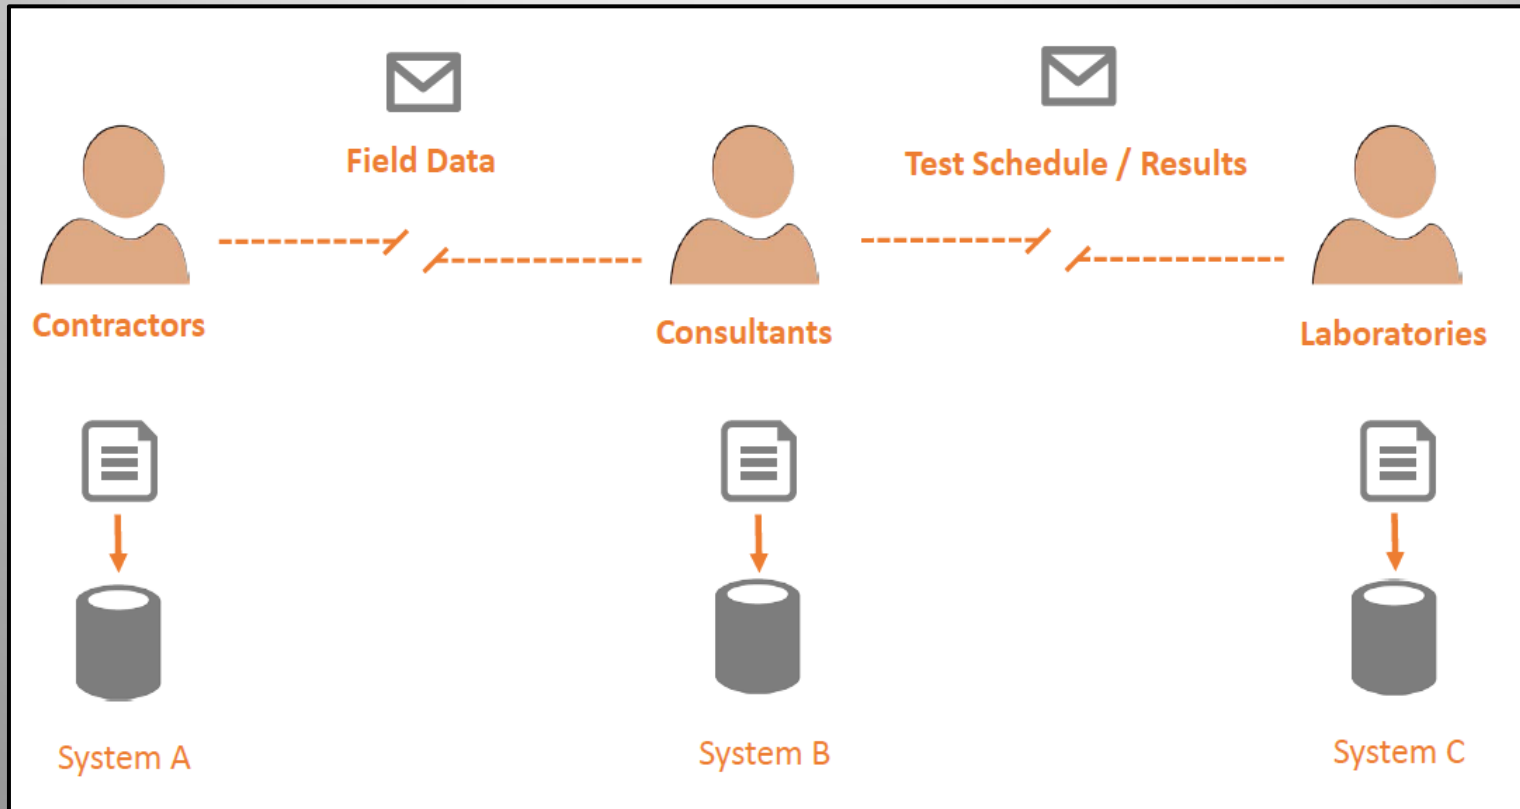 Field Data
Test Schedule / Results
Contractors
Consultants
Laboratories
System A
System B
System C